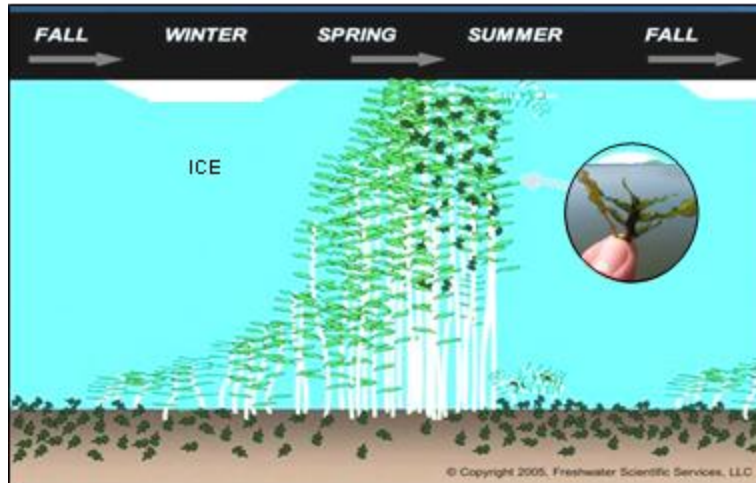 FALL WINTER SPRING SUMMER FALL
ICE
© Copyright 2005, Freshwater Scientific Services, LLC